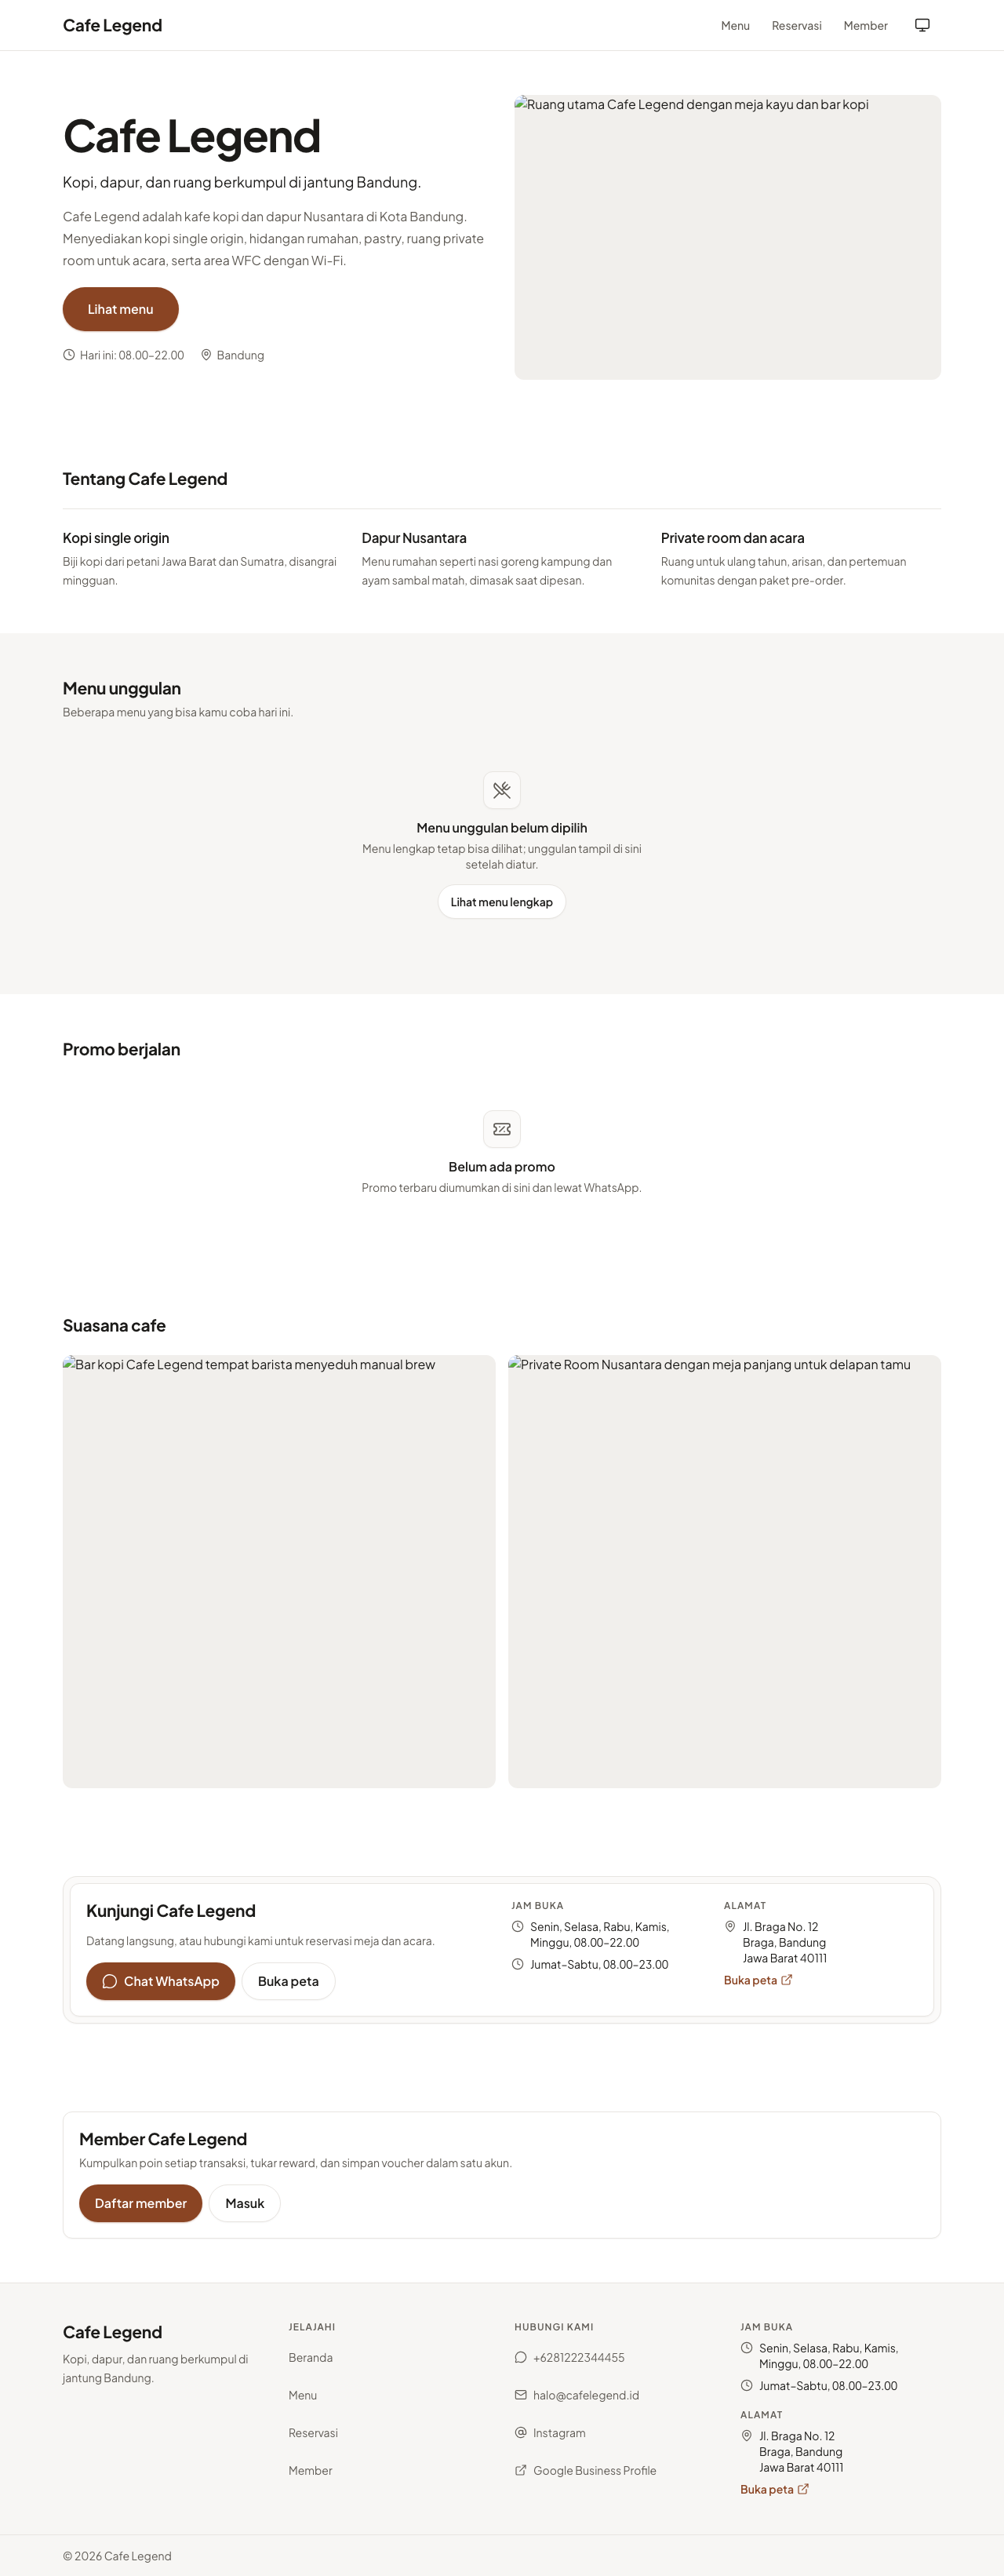 Cafe Legend
Menu
Reservasi
Member
Cafe Legend
Kopi, dapur, dan ruang berkumpul di jantung Bandung.
Cafe Legend adalah kafe kopi dan dapur Nusantara di Kota Bandung.
Menyediakan kopi single origin, hidangan rumahan, pastry, ruang private
room untuk acara, serta area WFC dengan Wi-Fi.
Lihat menu
Hari ini: 08.00–22.00
Bandung
Ruang utama Cafe Legend dengan meja kayu dan bar kopi
Tentang Cafe Legend
Kopi single origin
Biji kopi dari petani Jawa Barat dan Sumatra, disangrai
mingguan.
Dapur Nusantara
Menu rumahan seperti nasi goreng kampung dan
ayam sambal matah, dimasak saat dipesan.
Private room dan acara
Ruang untuk ulang tahun, arisan, dan pertemuan
komunitas dengan paket pre-order.
Menu unggulan
Beberapa menu yang bisa kamu coba hari ini.
Menu unggulan belum dipilih
Menu lengkap tetap bisa dilihat; unggulan tampil di sini
setelah diatur.
Lihat menu lengkap
Promo berjalan
Belum ada promo
Promo terbaru diumumkan di sini dan lewat WhatsApp.
Suasana cafe
Bar kopi Cafe Legend tempat barista menyeduh manual brew
Private Room Nusantara dengan meja panjang untuk delapan tamu
Kunjungi Cafe Legend
Datang langsung, atau hubungi kami untuk reservasi meja dan acara.
Chat WhatsApp
Buka peta
JAM BUKA
Senin, Selasa, Rabu, Kamis,
Minggu, 08.00–22.00
Jumat–Sabtu, 08.00–23.00
ALAMAT
Jl. Braga No. 12
Braga, Bandung
Jawa Barat 40111
Buka peta
Member Cafe Legend
Kumpulkan poin setiap transaksi, tukar reward, dan simpan voucher dalam satu akun.
Daftar member
Masuk
Cafe Legend
Kopi, dapur, dan ruang berkumpul di
jantung Bandung.
JELAJAHI
Beranda
Menu
Reservasi
Member
HUBUNGI KAMI
+6281222344455
halo@cafelegend.id
Instagram
Google Business Profile
JAM BUKA
Senin, Selasa, Rabu, Kamis,
Minggu, 08.00–22.00
Jumat–Sabtu, 08.00–23.00
ALAMAT
Jl. Braga No. 12
Braga, Bandung
Jawa Barat 40111
Buka peta
© 2026 Cafe Legend